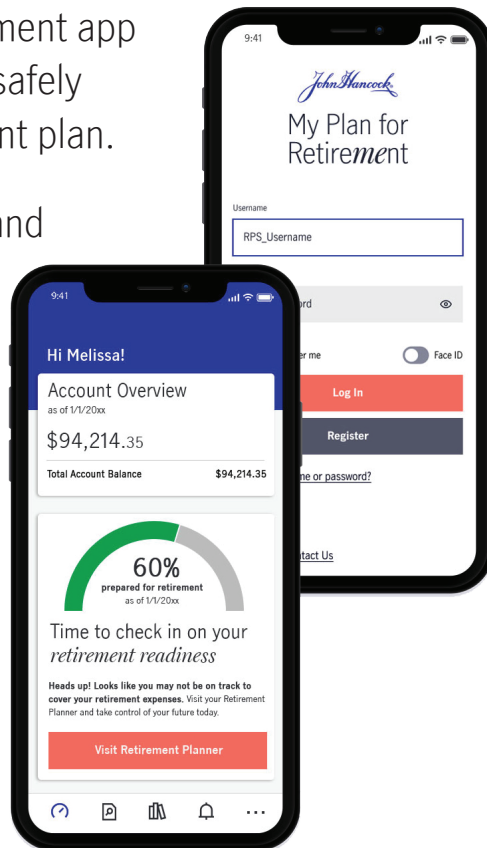 ment app
safely
nt plan.
and
9:41
John Hancock
My Plan for
Retirement
Username
RPS_Username
ord
er me
Face ID
Log In
Register
me or password?
tact Us
9:41
Hi Melissa!
Account Overview
as of 1/1/20xx
$94,214.35
Total Account Balance $94,214.35
60%
prepared for retirement
as of 1/1/20xx
Time to check in on your
retirement readiness
Heads up! Looks like you may not be on track to
cover your retirement expenses. Visit your Retirement
Planner and take control of your future today.
Visit Retirement Planner